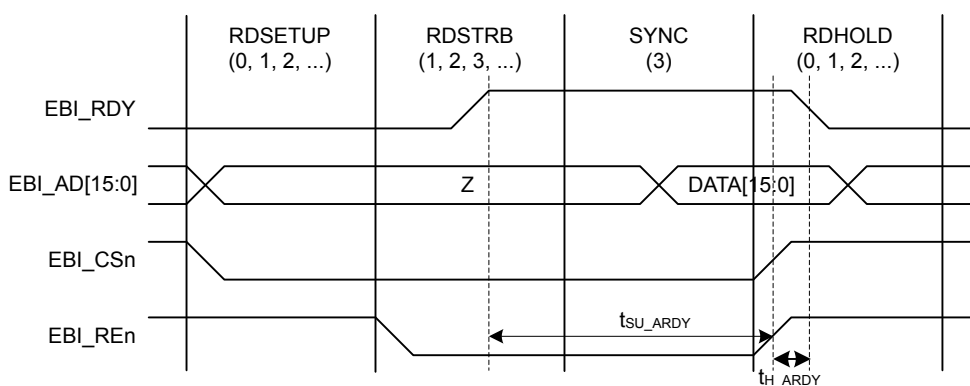 RDSETUP
(0, 1, 2, ...)
RDSTRB
(1, 2, 3, ...)
SYNC
(3)
RDHOLD
(0, 1, 2, ...)
EBI_RDY
EBI_AD[15:0]
Z
DATA[15:0]
EBI_CSn
EBI_REn
tSU_ARDY
tH_ARDY